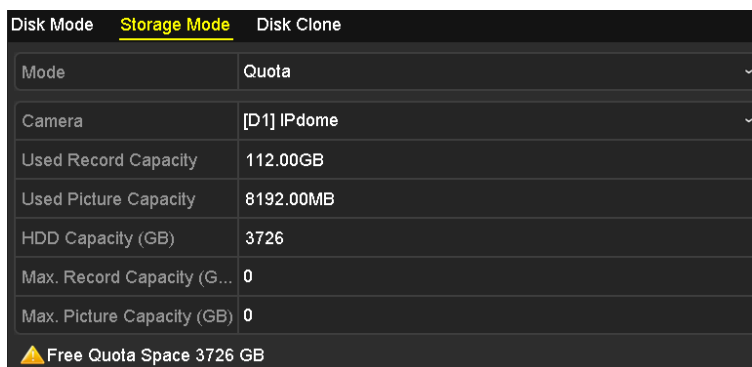 Disk Mode Storage Mode Disk Clone
Mode Quota
Camera [D1] IPdome
Used Record Capacity 112.00GB
Used Picture Capacity 8192.00MB
HDD Capacity (GB) 3726
Max. Record Capacity (G... 0
Max. Picture Capacity (GB) 0
Free Quota Space 3726 GB